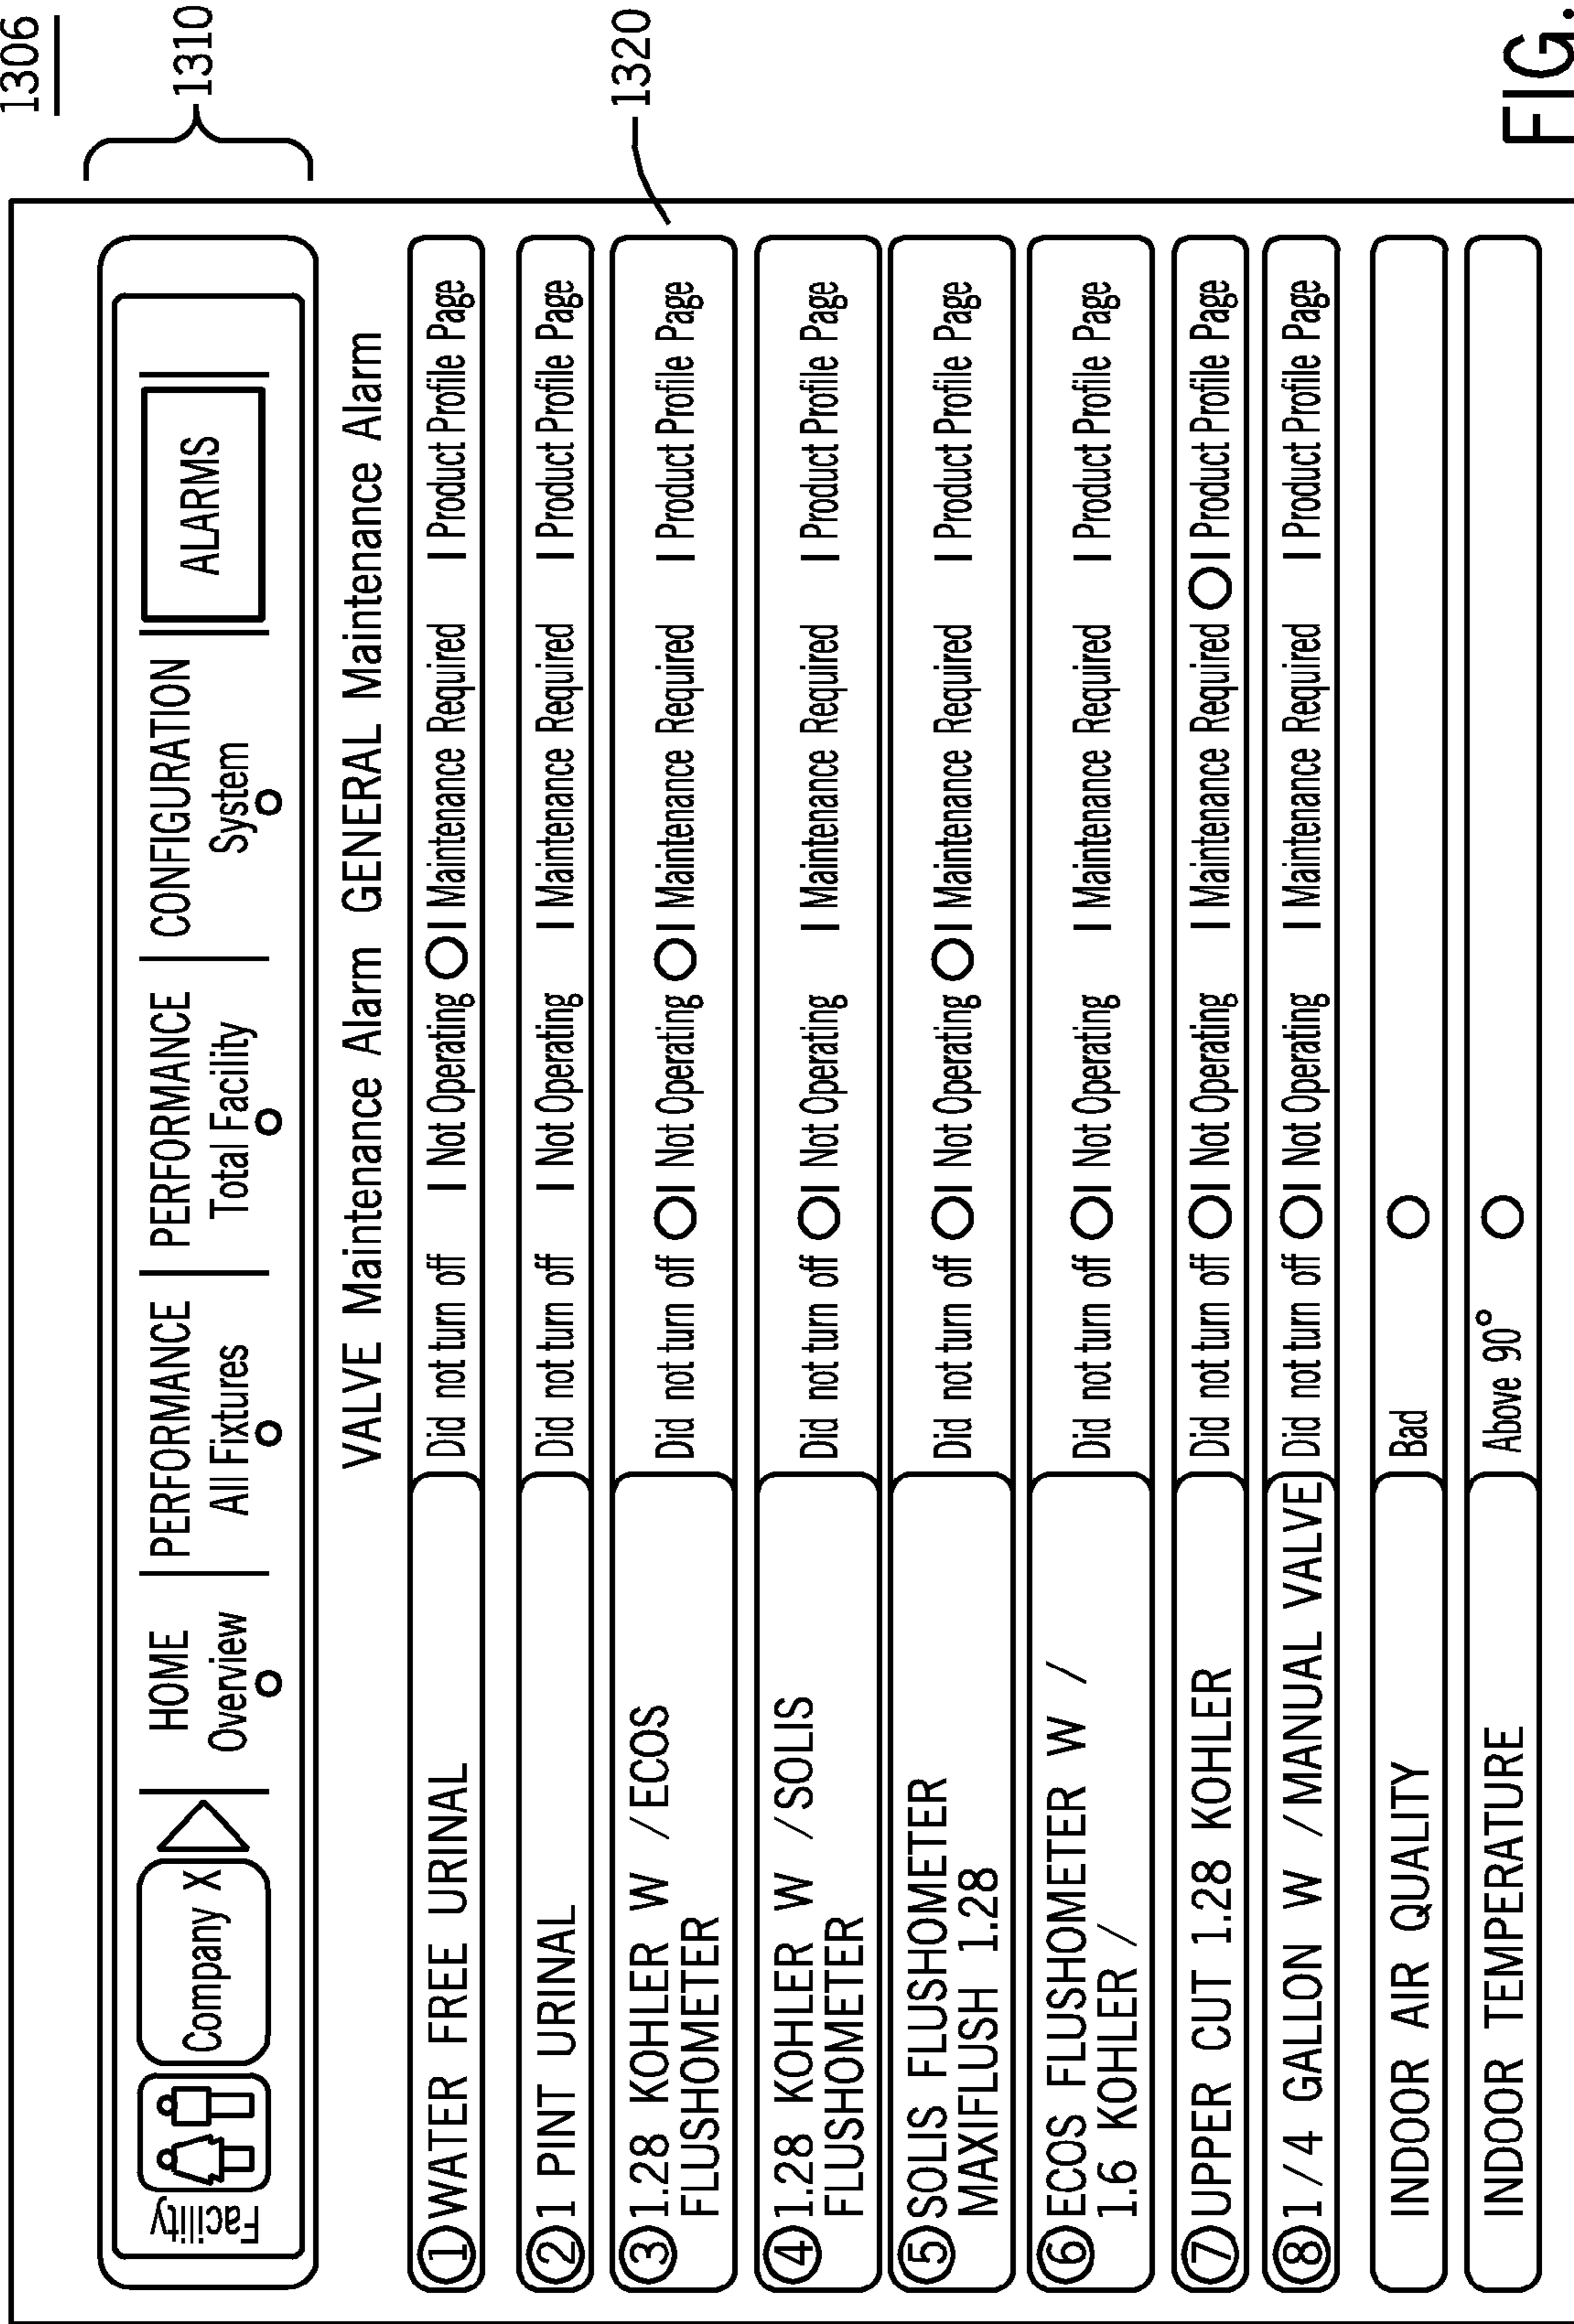 1306
1310
Facility
Company X
HOME
Overview
PERFORMANCE
All Fixtures
PERFORMANCE
Total Facility
CONFIGURATION
System
ALARMS
VALVE Maintenance Alarm GENERAL Maintenance Alarm
1 WATER FREE URINAL Did not turn off | Not Operating | Maintenance Required | Product Profile Page
2 1 PINT URINAL Did not turn off | Not Operating | Maintenance Required | Product Profile Page
1320
3 1.28 KOHLER W /ECOS Did not turn off | Not Operating | Maintenance Required | Product Profile Page
FLUSHOMETER
4 1.28 KOHLER W /SOLIS Did not turn off | Not Operating | Maintenance Required | Product Profile Page
FLUSHOMETER
5 SOLIS FLUSHOMETER Did not turn off | Not Operating | Maintenance Required | Product Profile Page
MAXIFLUSH 1.28
6 ECOS FLUSHOMETER W / Did not turn off | Not Operating | Maintenance Required | Product Profile Page
1.6 KOHLER /
7 UPPER CUT 1.28 KOHLER Did not turn off | Not Operating | Maintenance Required | Product Profile Page
8 1/4 GALLON W /MANUAL VALVE Did not turn off | Not Operating | Maintenance Required | Product Profile Page
INDOOR AIR QUALITY Bad
INDOOR TEMPERATURE Above 90°
FIG.